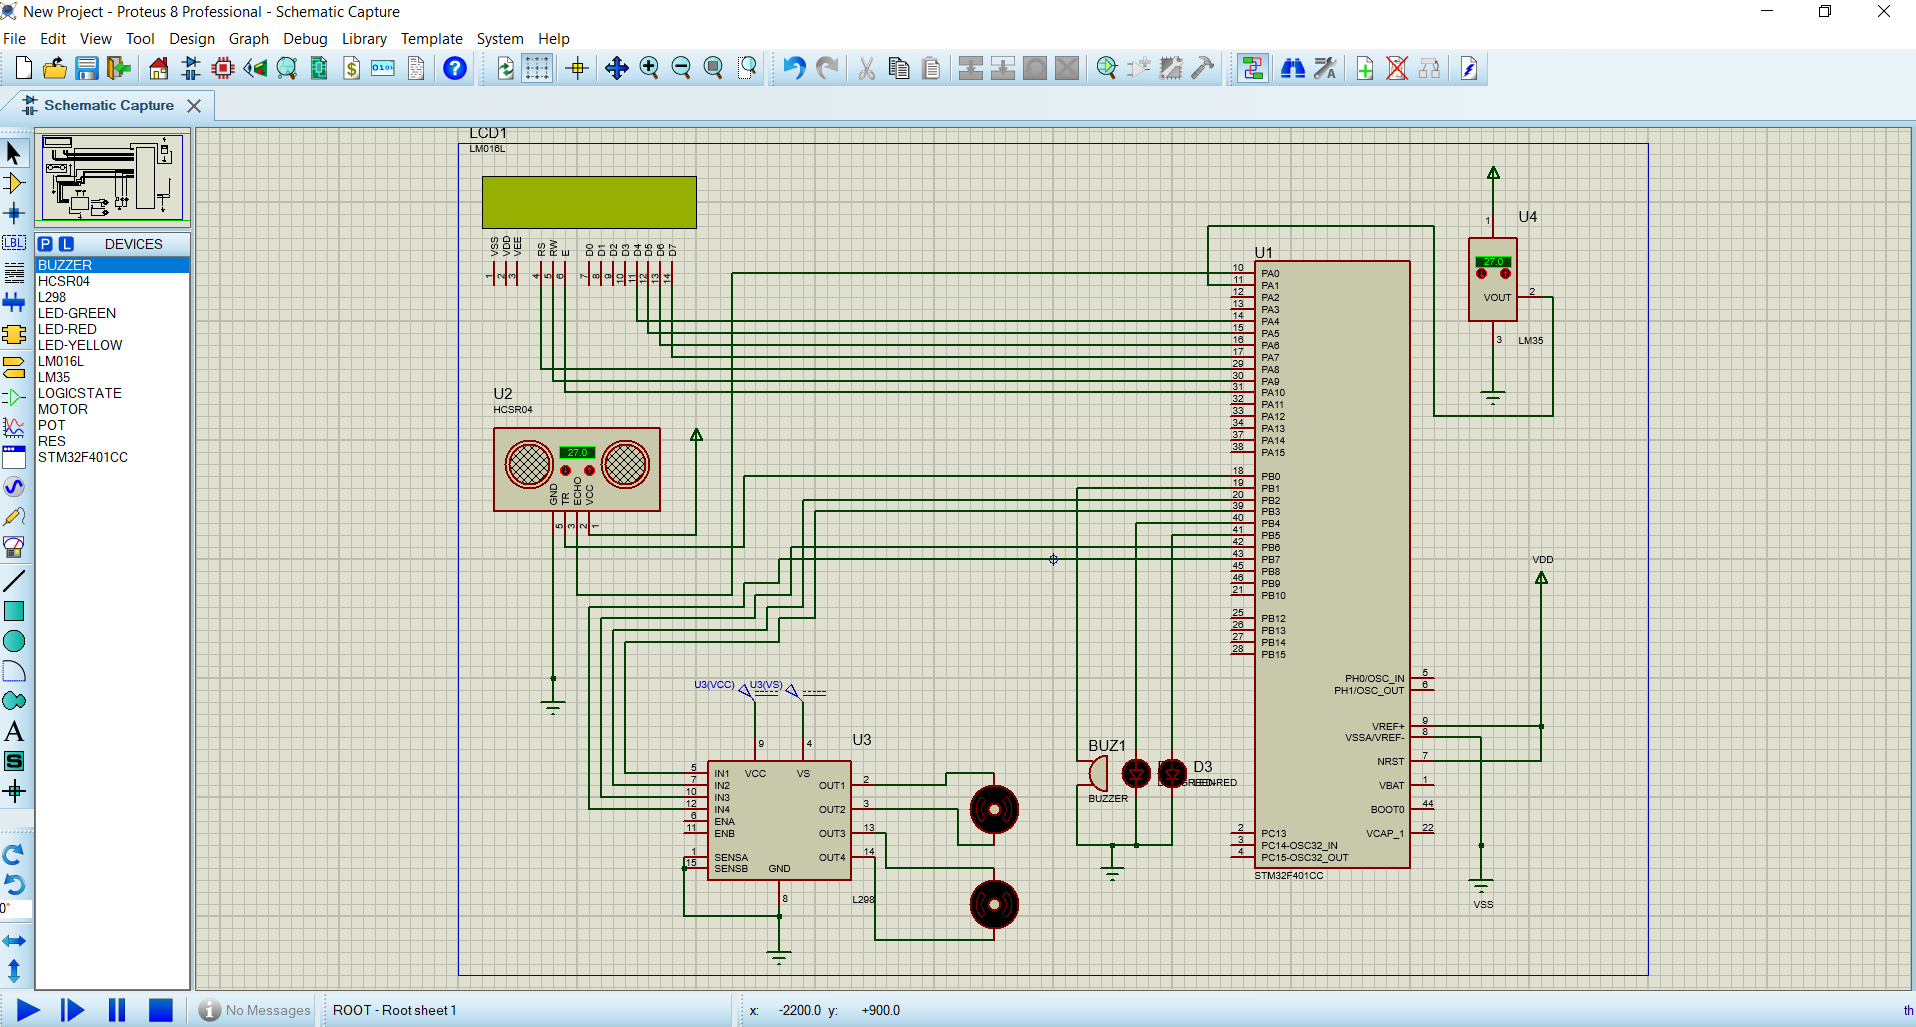 New Project - Proteus 8 Professional - Schematic Capture
File Edit View Tool Design Graph Debug Library Template System Help
Schematic Capture
P L DEVICES
BUZZER
HCSR04
L298
LED-GREEN
LED-RED
LED-YELLOW
LM016L
LM35
LOGICSTATE
MOTOR
POT
RES
STM32F401CC
LBL
A
S
0°
LCD1
LM016L
VSS VDD VEE RS RW E D0 D1 D2 D3 D4 D5 D6 D7
1 2 3 4 5 6 7 8 9 10 11 12 13 14
U2
HCSR04
27.0
GND TR ECHO VCC
5 3 2 1
U1
10 PA0
11 PA1
12 PA2
13 PA3
14 PA4
15 PA5
16 PA6
17 PA7
29 PA8
30 PA9
31 PA10
32 PA11
33 PA12
34 PA13
37 PA14
38 PA15
18 PB0
19 PB1
20 PB2
39 PB3
40 PB4
41 PB5
42 PB6
43 PB7
45 PB8
46 PB9
21 PB10
25 PB12
26 PB13
27 PB14
28 PB15
2 PC13
3 PC14-OSC32_IN
4 PC15-OSC32_OUT
PH0/OSC_IN 5
PH1/OSC_OUT 6
VREF+ 9
VSSA/VREF- 8
NRST 7
VBAT 1
BOOT0 44
VCAP_1 22
STM32F401CC
U4
1
27.0
VOUT 2
3 LM35
VDD
VSS
U3(VCC) U3(VS)
9 4
U3
5 IN1 VCC VS
7 IN2 OUT1 2
10 IN3
12 IN4 OUT2 3
6 ENA
11 ENB OUT3 13
1 SENSA OUT4 14
15 SENSB GND
8
L298
BUZ1
BUZZER
D3
LED-RED
No Messages
ROOT - Root sheet 1
x: -2200.0 y: +900.0
th